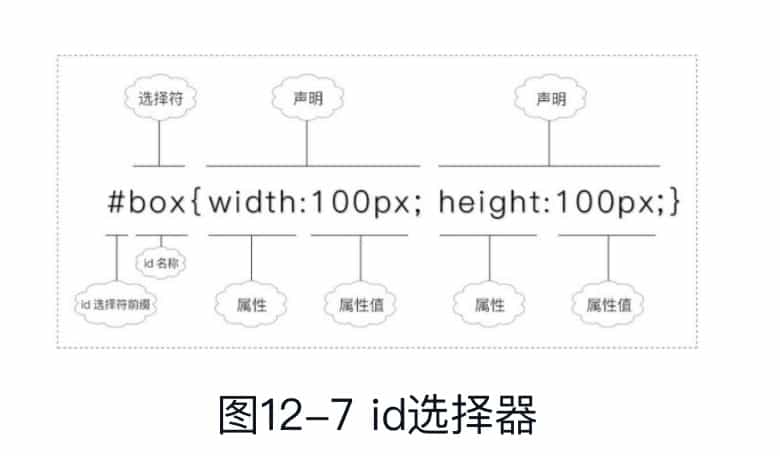 选择符 声明 声明
#box{width:100px; height:100px;}
id 名称
id 选择符前缀 属性 属性值 属性 属性值
图12-7 id选择器